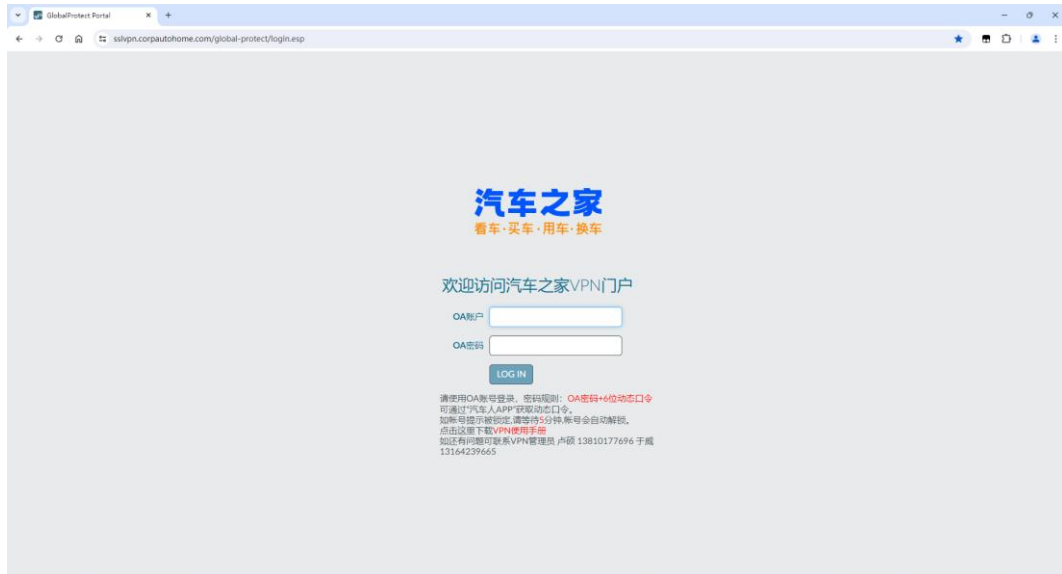 GlobalProtect Portal
sslvpn.corpautohome.com/global-protect/login.esp
汽车之家
看车·买车·用车·换车
欢迎访问汽车之家VPN门户
OA账户
OA密码
LOG IN
请使用OA账号登录，密码规则：OA密码+6位动态口令
可通过"汽车人APP"获取动态口令。
如帐号提示被锁定,请等待5分钟,帐号会自动解锁。
点击这里下载VPN使用手册
如还有问题可联系VPN管理员 卢硕 13810177696 于威
13164239665